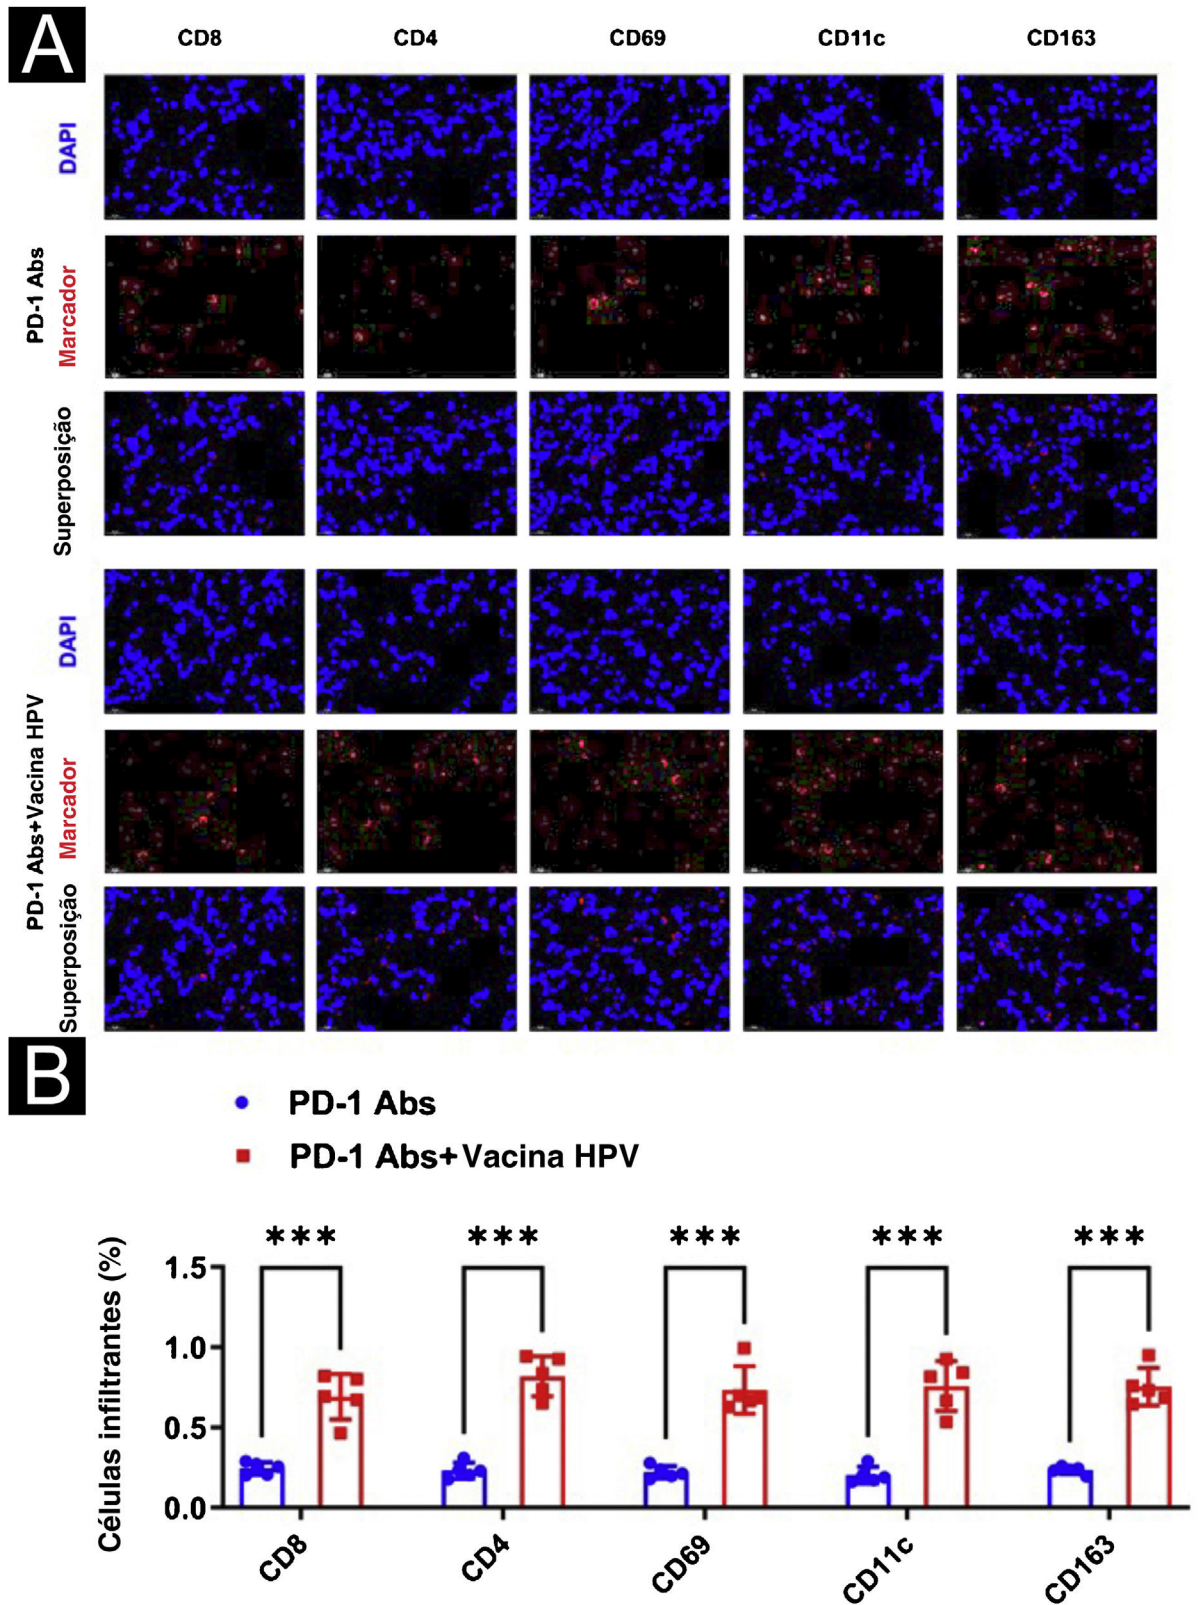 A
CD8 CD4 CD69 CD11c CD163
DAPI
PD-1 Abs
Marcador
Superposição
DAPI
PD-1 Abs+Vacina HPV
Marcador
Superposição
B
PD-1 Abs
PD-1 Abs+Vacina HPV
*** *** *** *** ***
Células infiltrantes (%)
1.5
1.0
0.5
0.0
CD8 CD4 CD69 CD11c CD163